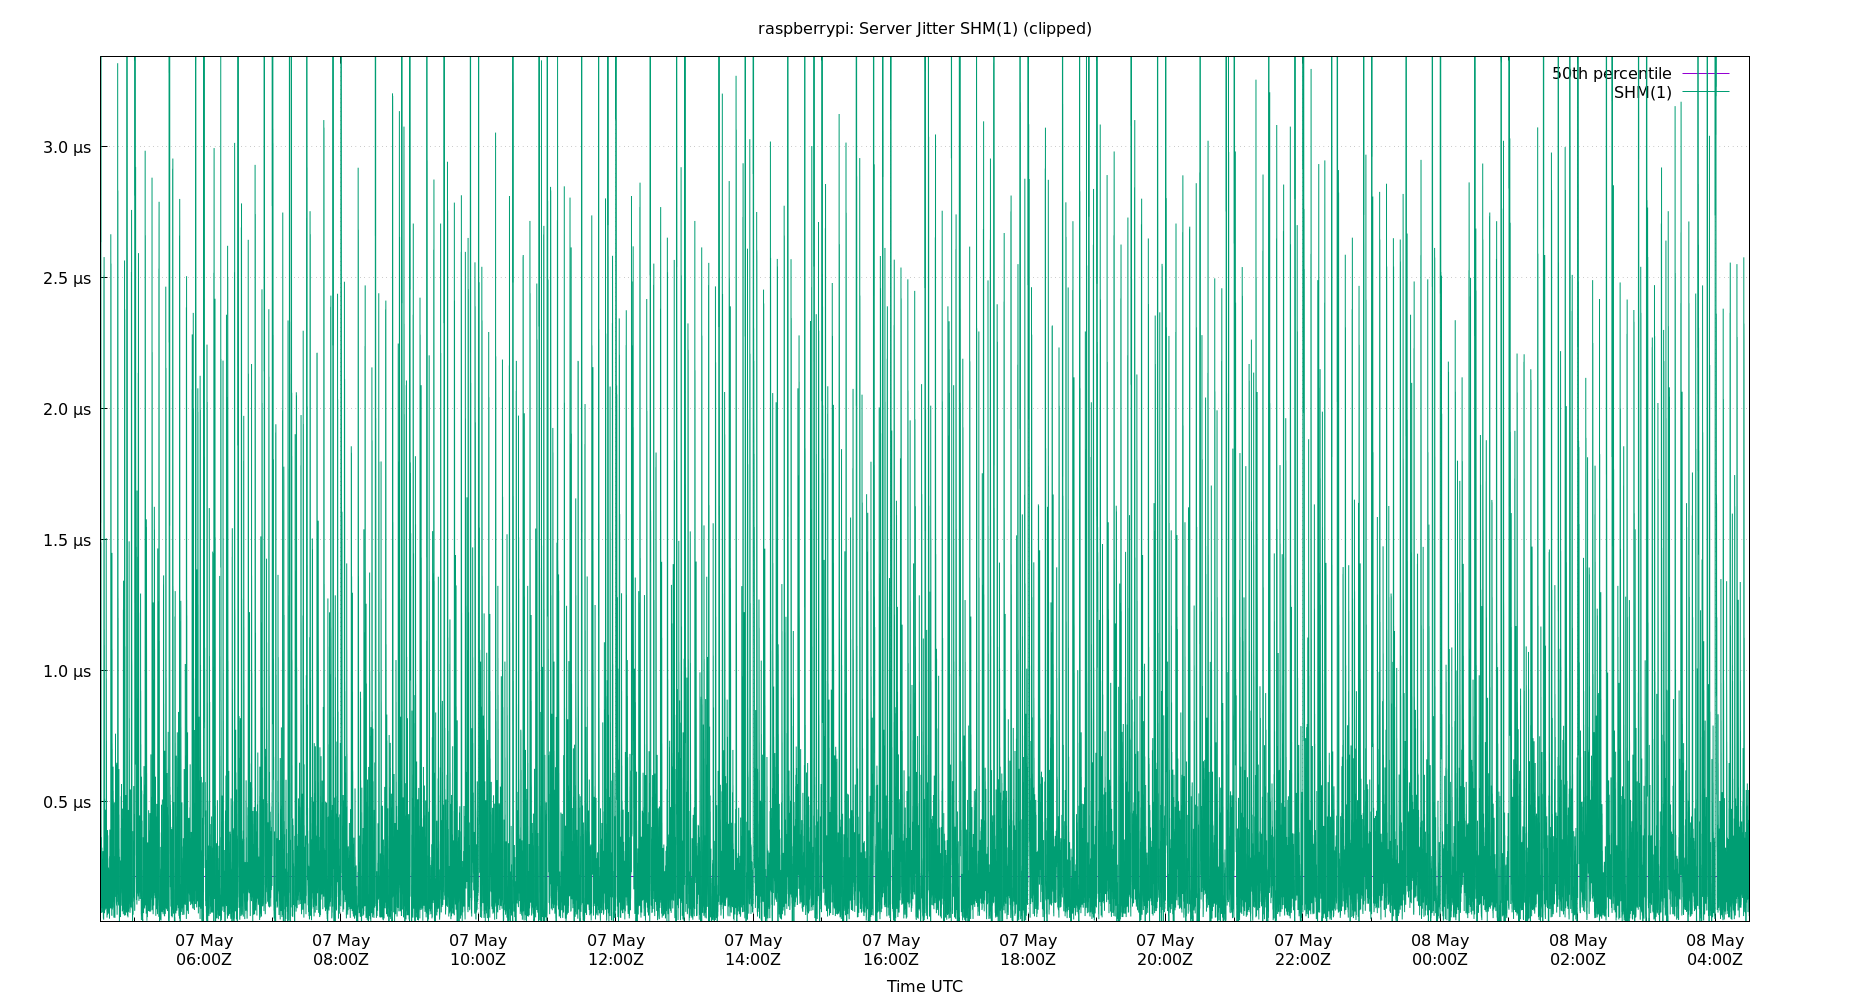 raspberrypi: Server Jitter SHM(1) (clipped)
50th percentile
SHM(1)
3.0 µs
2.5 µs
2.0 µs
1.5 µs
1.0 µs
0.5 µs
07 May 07 May 07 May 07 May 07 May 07 May 07 May 07 May 07 May 08 May 08 May 08 May
06:00Z 08:00Z 10:00Z 12:00Z 14:00Z 16:00Z 18:00Z 20:00Z 22:00Z 00:00Z 02:00Z 04:00Z
Time UTC